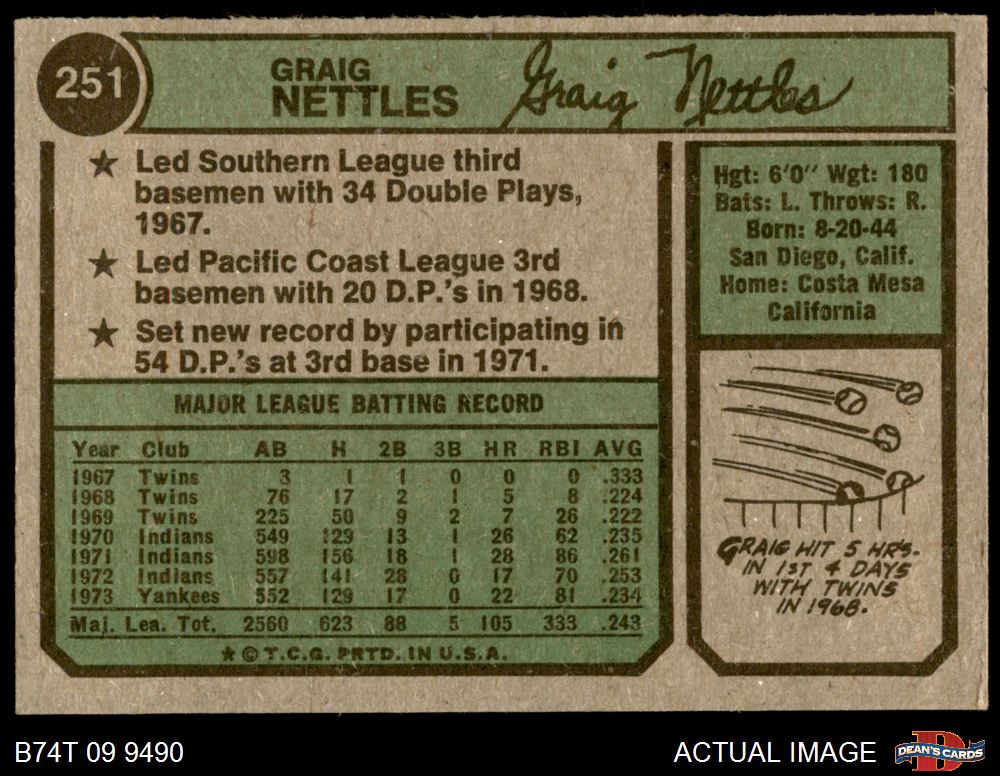 251
GRAIG
NETTLES
Graig Nettles
★ Led Southern League third
basemen with 34 Double Plays,
1967.
★ Led Pacific Coast League 3rd
basemen with 20 D.P.'s in 1968.
★ Set new record by participating in
54 D.P.'s at 3rd base in 1971.
Hgt: 6'0" Wgt: 180
Bats: L. Throws: R.
Born: 8-20-44
San Diego, Calif.
Home: Costa Mesa
California
MAJOR LEAGUE BATTING RECORD
Year Club AB H 2B 3B HR RBI AVG
1967 Twins 3 1 1 0 0 0 .333
1968 Twins 76 17 2 1 5 8 .224
1969 Twins 225 50 9 2 7 26 .222
1970 Indians 549 129 13 1 26 62 .235
1971 Indians 598 156 18 1 28 86 .261
1972 Indians 557 141 28 0 17 70 .253
1973 Yankees 552 129 17 0 22 81 .234
Maj. Lea. Tot. 2560 623 88 5 105 333 .243
★ © T.C.G. PRTD. IN U.S.A.
GRAIG HIT 5 HR'S.
IN 1ST 4 DAYS
WITH TWINS
IN 1968.
B74T 09 9490
ACTUAL IMAGE
DEAN'S CARDS